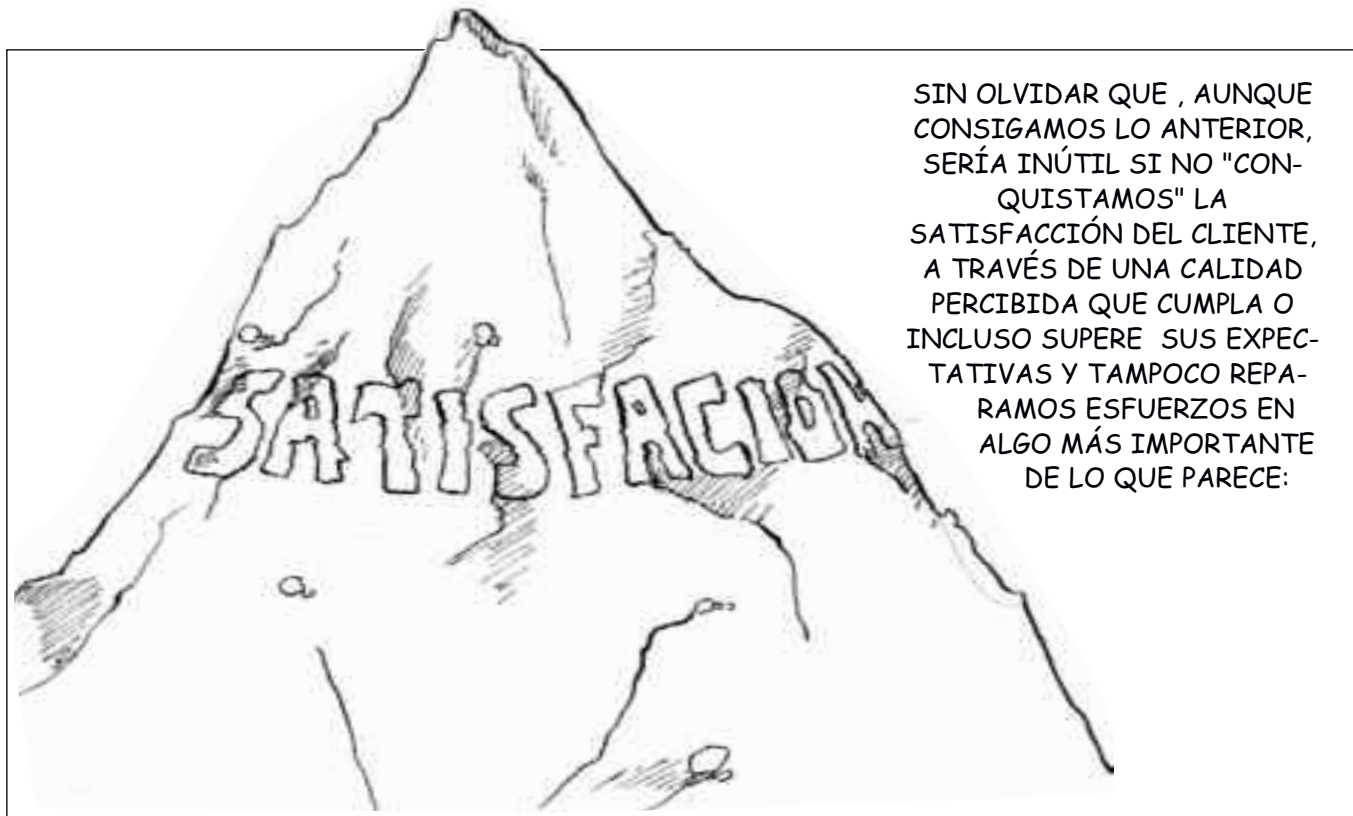 SIN OLVIDAR QUE , AUNQUE
CONSIGAMOS LO ANTERIOR,
SERÍA INÚTIL SI NO "CON-
QUISTAMOS" LA
SATISFACCIÓN DEL CLIENTE,
A TRAVÉS DE UNA CALIDAD
PERCIBIDA QUE CUMPLA O
INCLUSO SUPERE SUS EXPEC-
TATIVAS Y TAMPOCO REPA-
RAMOS ESFUERZOS EN
ALGO MÁS IMPORTANTE
DE LO QUE PARECE:
SATISFACION